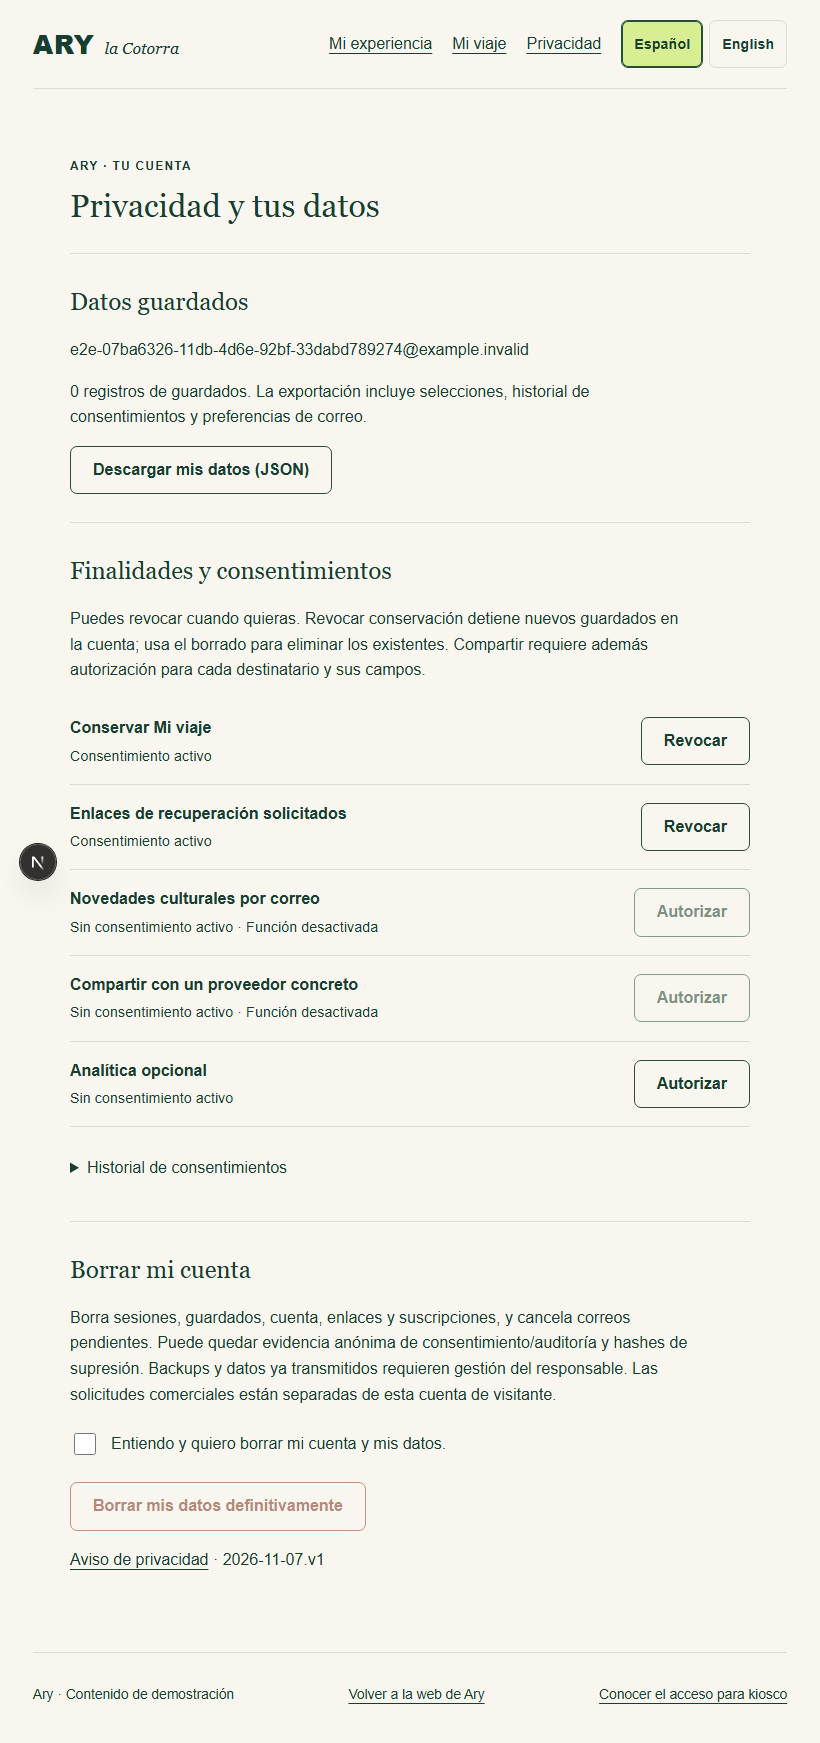 ARY la Cotorra
Mi experiencia
Mi viaje
Privacidad
Español
English
ARY · TU CUENTA
Privacidad y tus datos
Datos guardados
e2e-07ba6326-11db-4d6e-92bf-33dabd789274@example.invalid
0 registros de guardados. La exportación incluye selecciones, historial de
consentimientos y preferencias de correo.
Descargar mis datos (JSON)
Finalidades y consentimientos
Puedes revocar cuando quieras. Revocar conservación detiene nuevos guardados en
la cuenta; usa el borrado para eliminar los existentes. Compartir requiere además
autorización para cada destinatario y sus campos.
Conservar Mi viaje
Consentimiento activo
Revocar
Enlaces de recuperación solicitados
Consentimiento activo
Revocar
N
Novedades culturales por correo
Sin consentimiento activo · Función desactivada
Autorizar
Compartir con un proveedor concreto
Sin consentimiento activo · Función desactivada
Autorizar
Analítica opcional
Sin consentimiento activo
Autorizar
Historial de consentimientos
Borrar mi cuenta
Borra sesiones, guardados, cuenta, enlaces y suscripciones, y cancela correos
pendientes. Puede quedar evidencia anónima de consentimiento/auditoría y hashes de
supresión. Backups y datos ya transmitidos requieren gestión del responsable. Las
solicitudes comerciales están separadas de esta cuenta de visitante.
Entiendo y quiero borrar mi cuenta y mis datos.
Borrar mis datos definitivamente
Aviso de privacidad · 2026-11-07.v1
Ary · Contenido de demostración
Volver a la web de Ary
Conocer el acceso para kiosco